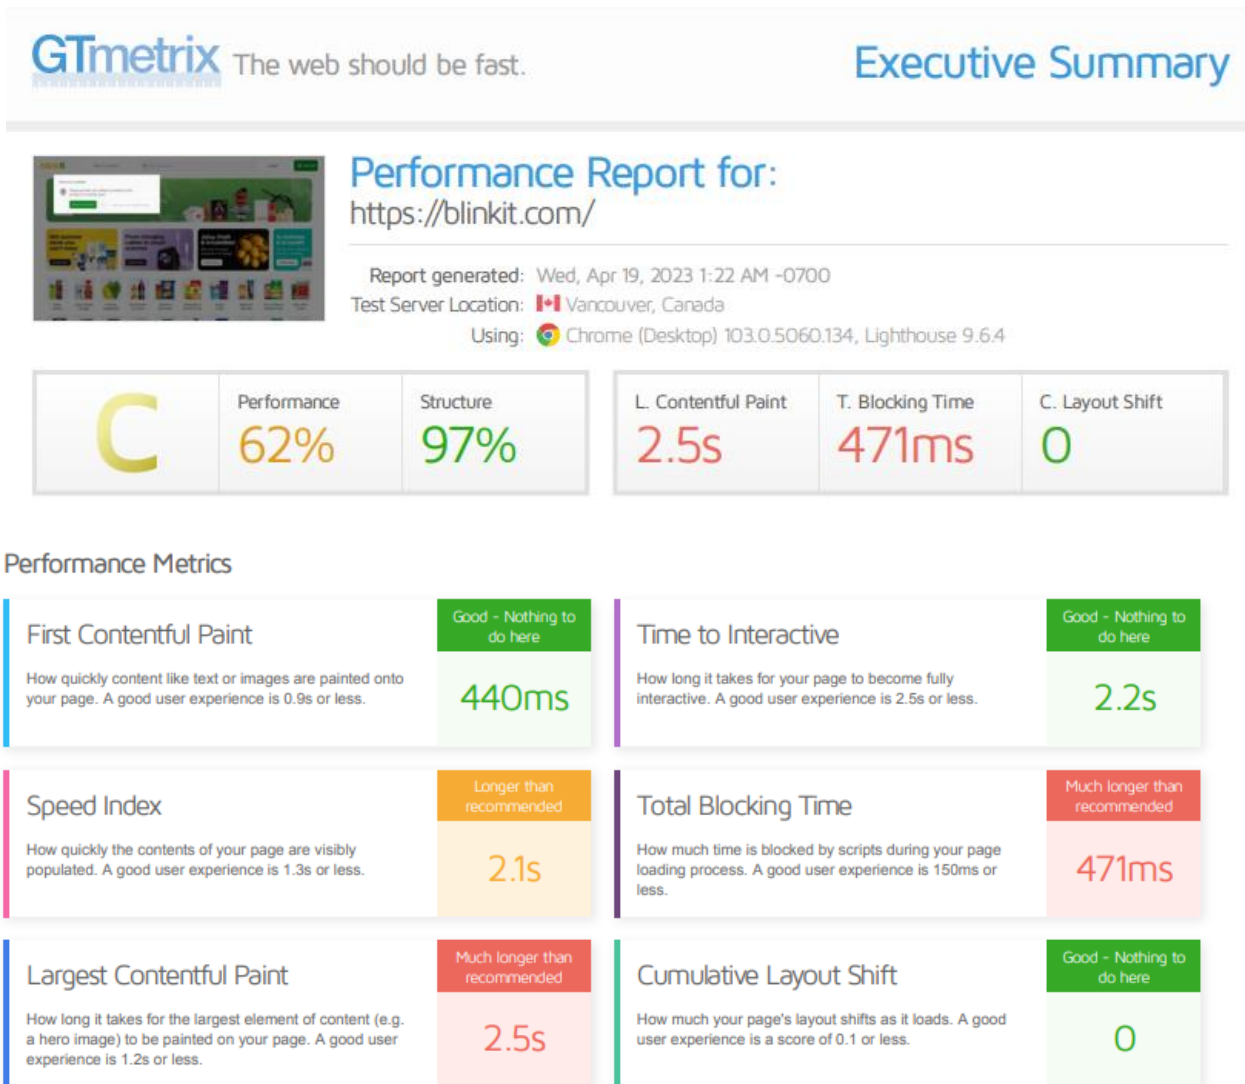 GTmetrix The web should be fast.
Executive Summary
Performance Report for:
https://blinkit.com/
Report generated: Wed, Apr 19, 2023 1:22 AM -0700
Test Server Location: Vancouver, Canada
Using: Chrome (Desktop) 103.0.5060.134, Lighthouse 9.6.4
C
Performance
62%
Structure
97%
L. Contentful Paint
2.5s
T. Blocking Time
471ms
C. Layout Shift
0
Performance Metrics
First Contentful Paint
How quickly content like text or images are painted onto
your page. A good user experience is 0.9s or less.
Good - Nothing to
do here
440ms
Time to Interactive
How long it takes for your page to become fully
interactive. A good user experience is 2.5s or less.
Good - Nothing to
do here
2.2s
Speed Index
How quickly the contents of your page are visibly
populated. A good user experience is 1.3s or less.
Longer than
recommended
2.1s
Total Blocking Time
How much time is blocked by scripts during your page
loading process. A good user experience is 150ms or
less.
Much longer than
recommended
471ms
Largest Contentful Paint
How long it takes for the largest element of content (e.g.
a hero image) to be painted on your page. A good user
experience is 1.2s or less.
Much longer than
recommended
2.5s
Cumulative Layout Shift
How much your page's layout shifts as it loads. A good
user experience is a score of 0.1 or less.
Good - Nothing to
do here
0